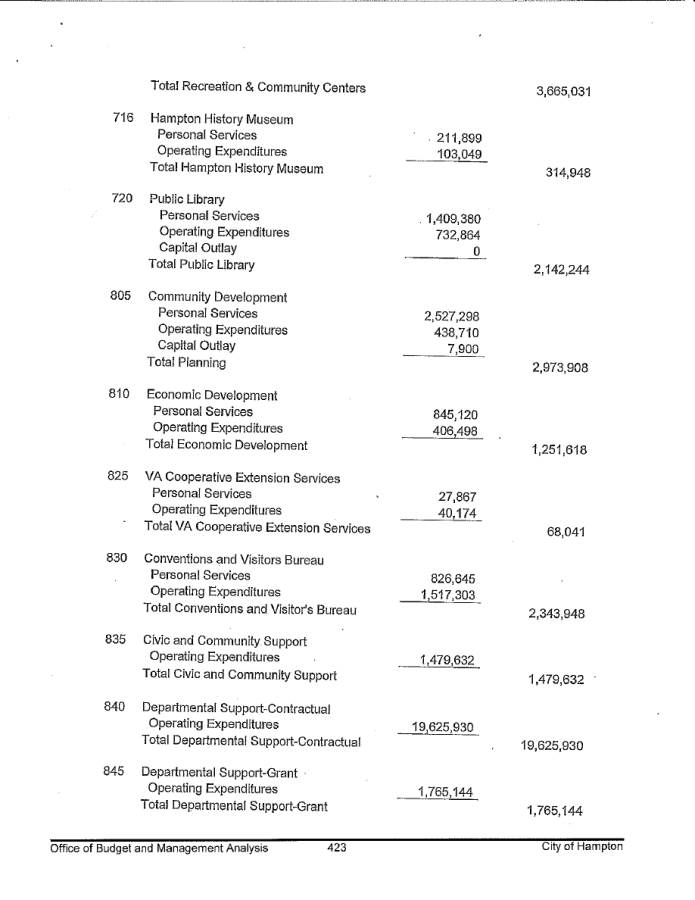 Total Recreation & Community Centers 3,665,031
716 Hampton History Museum
Personal Services 211,899
Operating Expenditures 103,049
Total Hampton History Museum 314,948
720 Public Library
Personal Services 1,409,380
Operating Expenditures 732,864
Capital Outlay 0
Total Public Library 2,142,244
805 Community Development
Personal Services 2,527,298
Operating Expenditures 438,710
Capital Outlay 7,900
Total Planning 2,973,908
810 Economic Development
Personal Services 845,120
Operating Expenditures 406,498
Total Economic Development 1,251,618
825 VA Cooperative Extension Services
Personal Services 27,867
Operating Expenditures 40,174
Total VA Cooperative Extension Services 68,041
830 Conventions and Visitors Bureau
Personal Services 826,645
Operating Expenditures 1,517,303
Total Conventions and Visitor's Bureau 2,343,948
835 Civic and Community Support
Operating Expenditures 1,479,632
Total Civic and Community Support 1,479,632
840 Departmental Support-Contractual
Operating Expenditures 19,625,930
Total Departmental Support-Contractual 19,625,930
845 Departmental Support-Grant
Operating Expenditures 1,765,144
Total Departmental Support-Grant 1,765,144
Office of Budget and Management Analysis 423 City of Hampton